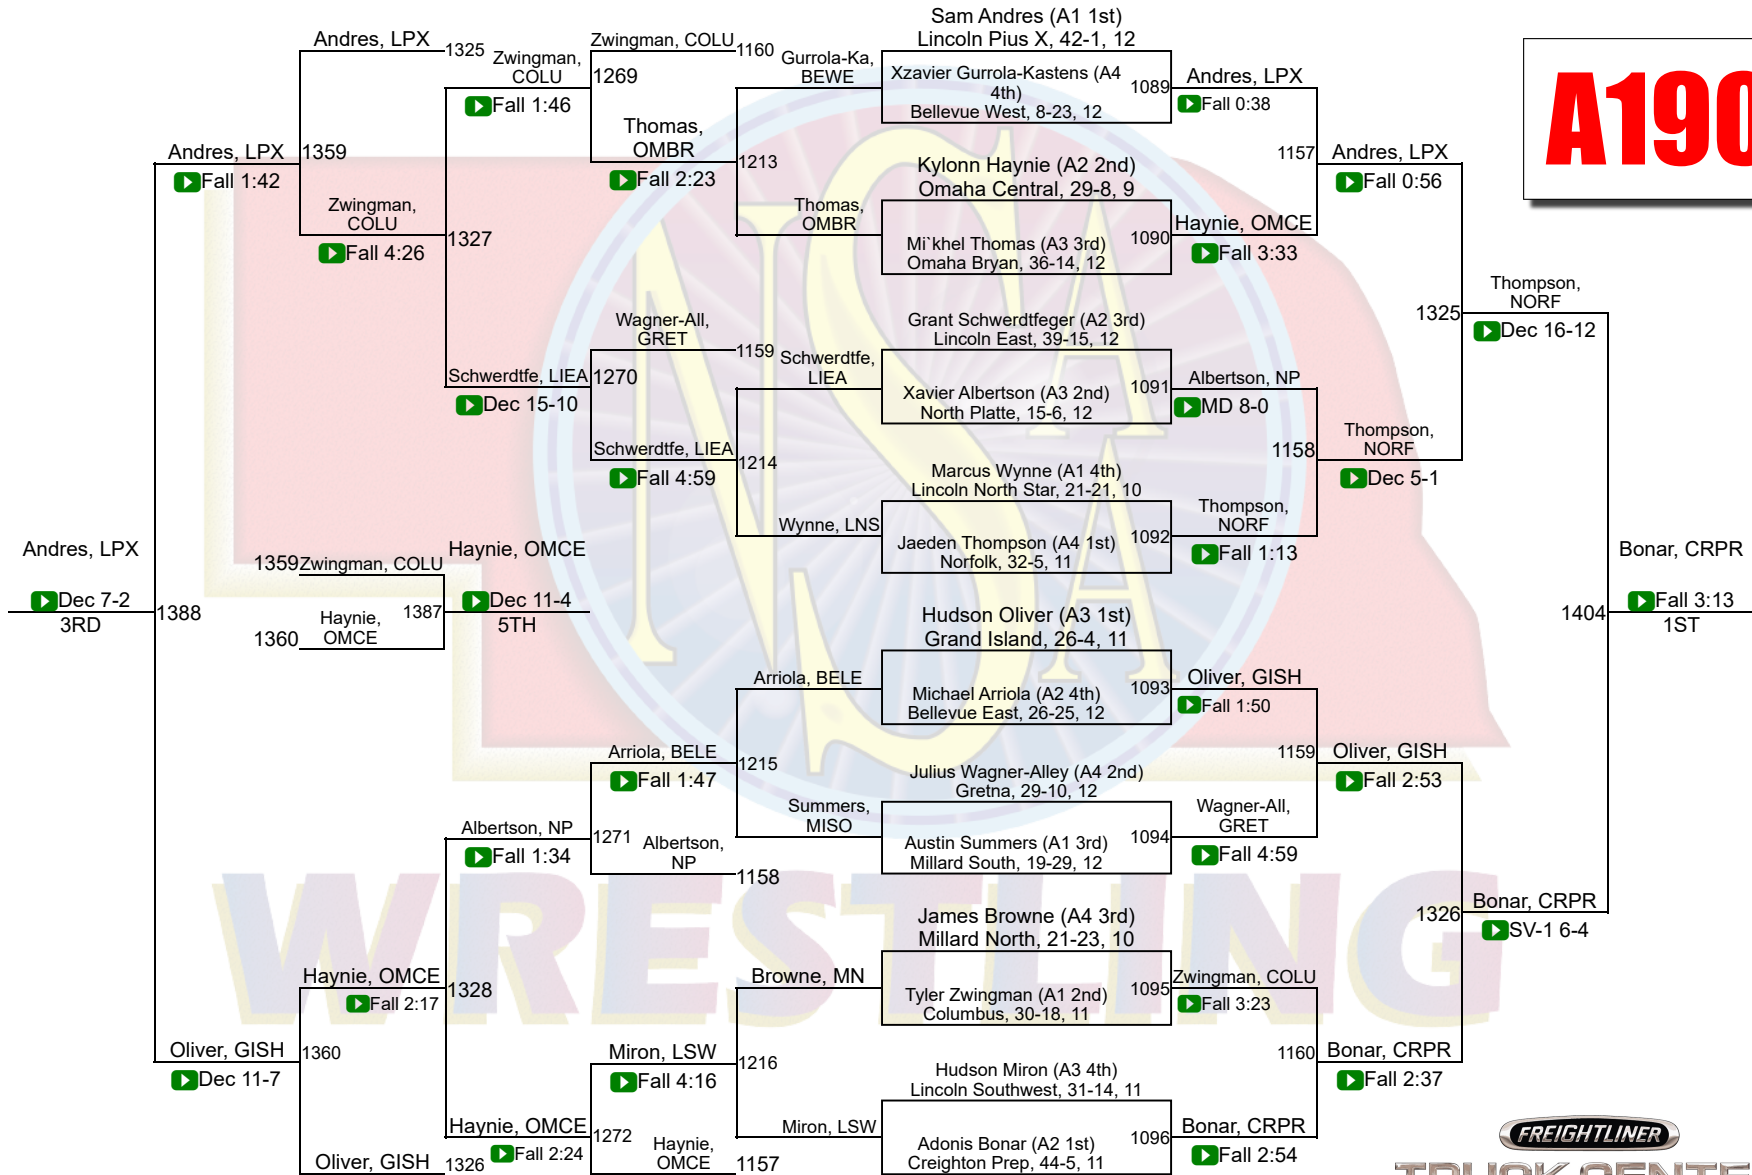 Sam Andres (A1 1st)
Lincoln Pius X, 42-1, 12
Xzavier Gurrola-Kastens (A4
4th)
Bellevue West, 8-23, 12
1089
Kylonn Haynie (A2 2nd)
Omaha Central, 29-8, 9
Mi`khel Thomas (A3 3rd)
Omaha Bryan, 36-14, 12
1090
Grant Schwerdtfeger (A2 3rd)
Lincoln East, 39-15, 12
Xavier Albertson (A3 2nd)
North Platte, 15-6, 12
1091
Marcus Wynne (A1 4th)
Lincoln North Star, 21-21, 10
Jaeden Thompson (A4 1st)
Norfolk, 32-5, 11
1092
Hudson Oliver (A3 1st)
Grand Island, 26-4, 11
Michael Arriola (A2 4th)
Bellevue East, 26-25, 12
1093
Julius Wagner-Alley (A4 2nd)
Gretna, 29-10, 12
Austin Summers (A1 3rd)
Millard South, 19-29, 12
1094
James Browne (A4 3rd)
Millard North, 21-23, 10
Tyler Zwingman (A1 2nd)
Columbus, 30-18, 11
1095
Hudson Miron (A3 4th)
Lincoln Southwest, 31-14, 11
Adonis Bonar (A2 1st)
Creighton Prep, 44-5, 11
1096
Andres, LPX
Fall 0:38
1157
Haynie, OMCE
Fall 3:33
Albertson, NP
MD 8-0
1158
Thompson,
NORF
Fall 1:13
Oliver, GISH
Fall 1:50
1159
Wagner-All,
GRET
Fall 4:59
Zwingman, COLU
Fall 3:23
1160
Bonar, CRPR
Fall 2:54
Andres, LPX
Fall 0:56
1325
Thompson,
NORF
Dec 5-1
Oliver, GISH
Fall 2:53
1326
Bonar, CRPR
Fall 2:37
Thompson,
NORF
Dec 16-12
1404
Bonar, CRPR
SV-1 6-4
Bonar, CRPR
Fall 3:13
1ST
A190
Gurrola-Ka,
BEWE
1213
Thomas,
OMBR
Schwerdtfe,
LIEA
1214
Wynne, LNS
Arriola, BELE
1215
Summers,
MISO
Browne, MN
1216
Miron, LSW
Zwingman, COLU
1160
1269
Thomas,
OMBR
Fall 2:23
Wagner-All,
GRET
1159
1270
Schwerdtfe, LIEA
Fall 4:59
Arriola, BELE
Fall 1:47
1271
Albertson,
NP
1158
Miron, LSW
Fall 4:16
1272
Haynie,
OMCE
1157
Zwingman,
COLU
Fall 1:46
1327
Schwerdtfe, LIEA
Dec 15-10
Albertson, NP
Fall 1:34
1328
Haynie, OMCE
Fall 2:24
Andres, LPX
1325
1359
Zwingman,
COLU
Fall 4:26
Haynie, OMCE
Fall 2:17
1360
Oliver, GISH
1326
Andres, LPX
Fall 1:42
1388
Oliver, GISH
Dec 11-7
Andres, LPX
Dec 7-2
3RD
1359
Zwingman, COLU
1387
1360
Haynie,
OMCE
Haynie, OMCE
Dec 11-4
5TH
NSAA
WRESTLING
FREIGHTLINER